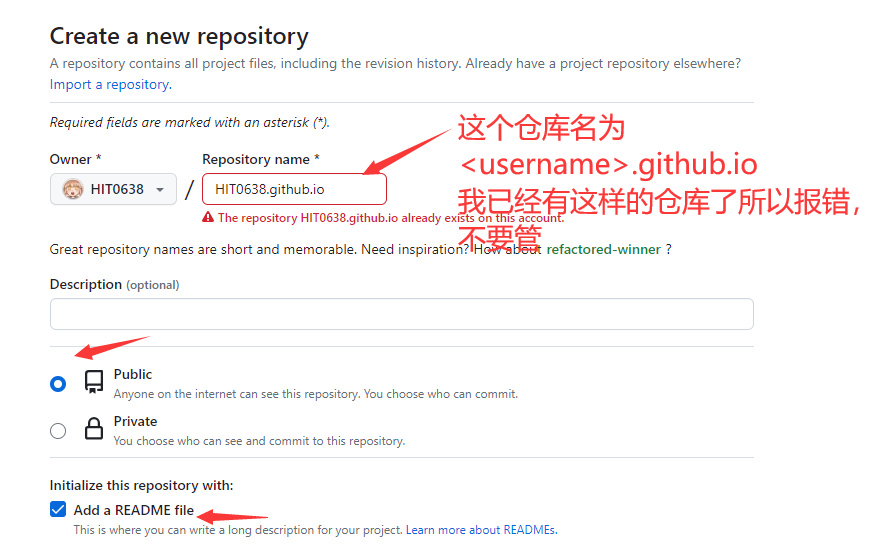 Create a new repository
A repository contains all project files, including the revision history. Already have a project repository elsewhere?
Import a repository.
Required fields are marked with an asterisk (*).
Owner *
Repository name *
HIT0638
/
HIT0638.github.io
The repository HIT0638.github.io already exists on this account.
这个仓库名为
<username>.github.io
我已经有这样的仓库了所以报错，
不要管
Great repository names are short and memorable. Need inspiration? How about refactored-winner ?
Description (optional)
Public
Anyone on the internet can see this repository. You choose who can commit.
Private
You choose who can see and commit to this repository.
Initialize this repository with:
Add a README file
This is where you can write a long description for your project. Learn more about READMEs.